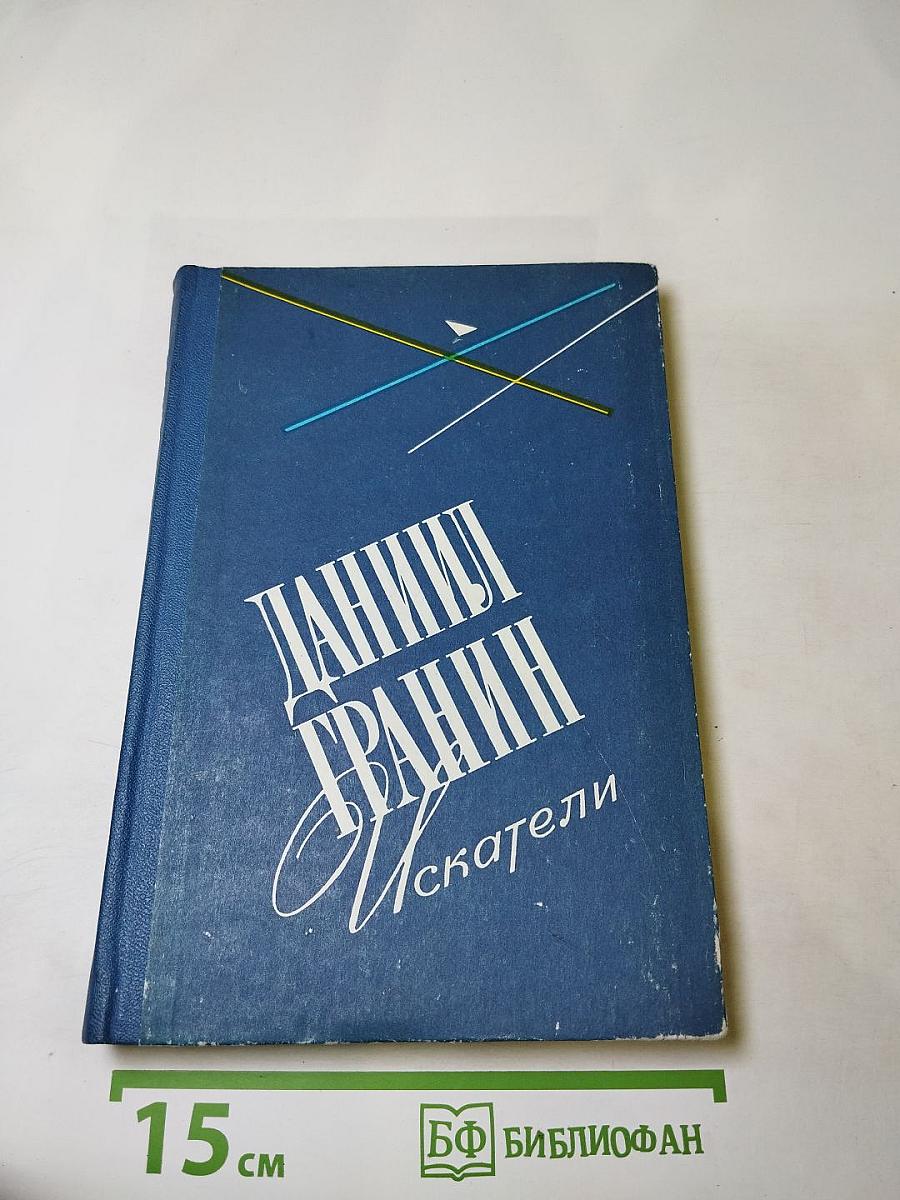 ДАНИИЛ
ГРАНИН
Искатели
15 см
БФ БИБЛИОФАН